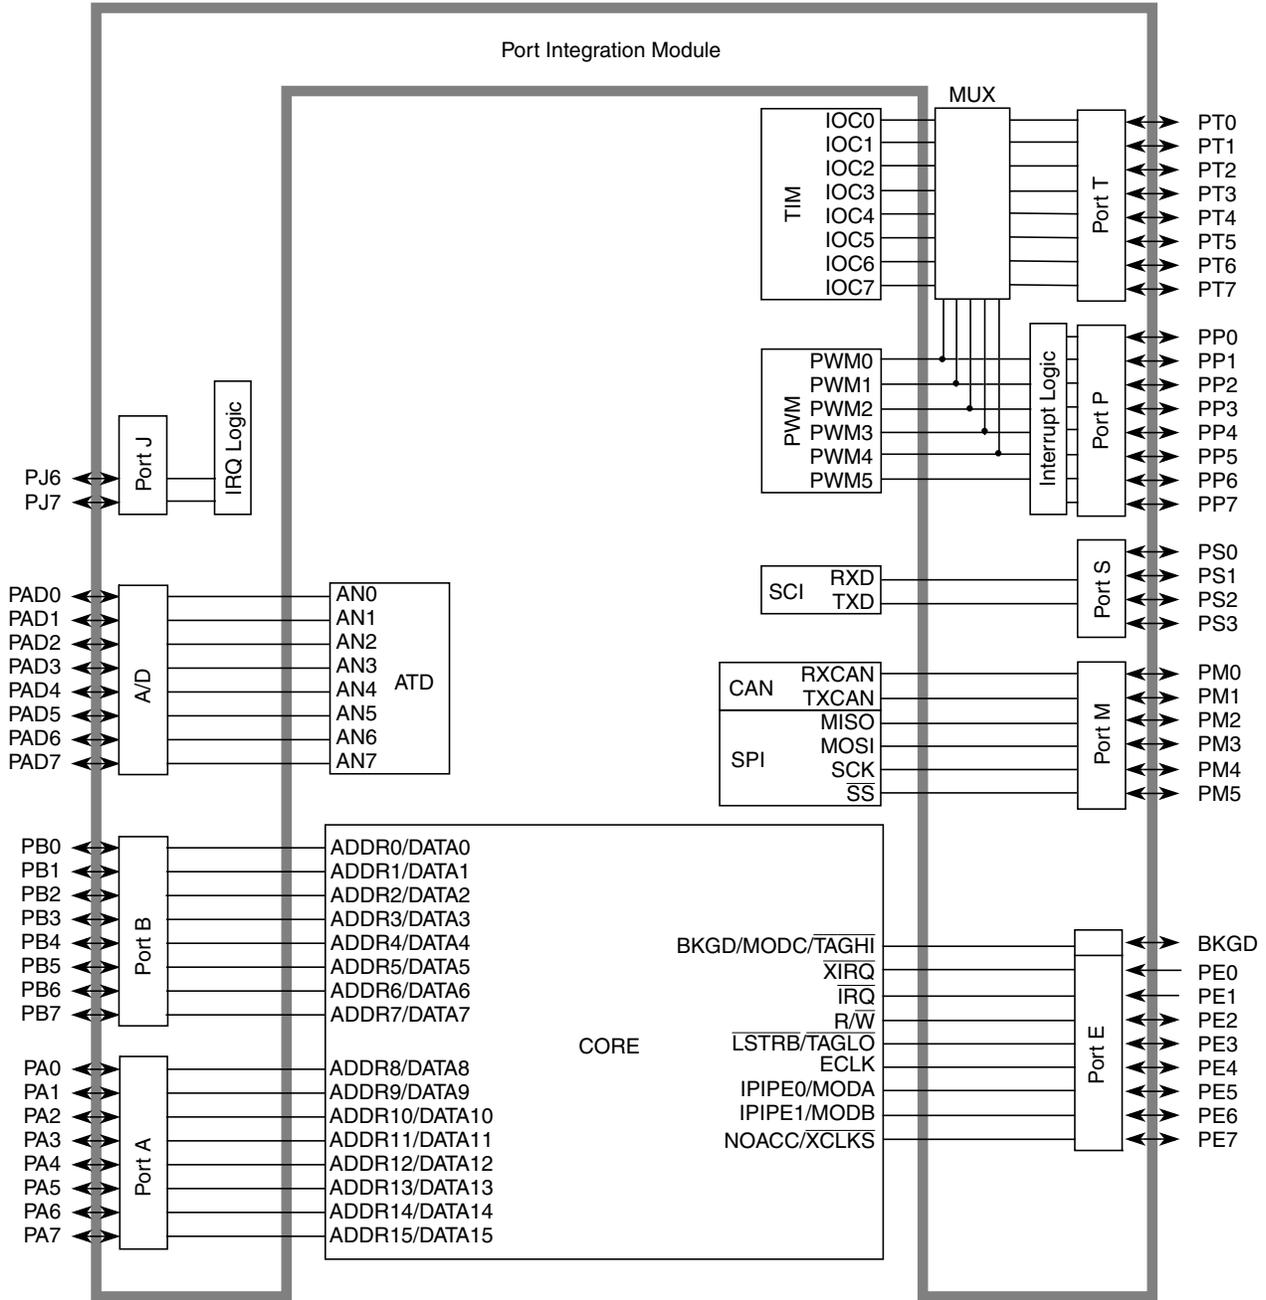 Port Integration Module
MUX
TIM
IOC0
IOC1
IOC2
IOC3
IOC4
IOC5
IOC6
IOC7
Port T
PT0
PT1
PT2
PT3
PT4
PT5
PT6
PT7
PWM
PWM0
PWM1
PWM2
PWM3
PWM4
PWM5
Interrupt Logic
Port P
PP0
PP1
PP2
PP3
PP4
PP5
PP6
PP7
PJ6
PJ7
Port J
IRQ Logic
SCI
RXD
TXD
Port S
PS0
PS1
PS2
PS3
PAD0
PAD1
PAD2
PAD3
PAD4
PAD5
PAD6
PAD7
A/D
AN0
AN1
AN2
AN3
AN4
AN5
AN6
AN7
ATD
CAN
RXCAN
TXCAN
SPI
MISO
MOSI
SCK
SS
Port M
PM0
PM1
PM2
PM3
PM4
PM5
PB0
PB1
PB2
PB3
PB4
PB5
PB6
PB7
Port B
ADDR0/DATA0
ADDR1/DATA1
ADDR2/DATA2
ADDR3/DATA3
ADDR4/DATA4
ADDR5/DATA5
ADDR6/DATA6
ADDR7/DATA7
PA0
PA1
PA2
PA3
PA4
PA5
PA6
PA7
Port A
ADDR8/DATA8
ADDR9/DATA9
ADDR10/DATA10
ADDR11/DATA11
ADDR12/DATA12
ADDR13/DATA13
ADDR14/DATA14
ADDR15/DATA15
CORE
BKGD/MODC/TAGHI
XIRQ
IRQ
R/W
LSTRB/TAGLO
ECLK
IPIPE0/MODA
IPIPE1/MODB
NOACC/XCLKS
Port E
BKGD
PE0
PE1
PE2
PE3
PE4
PE5
PE6
PE7